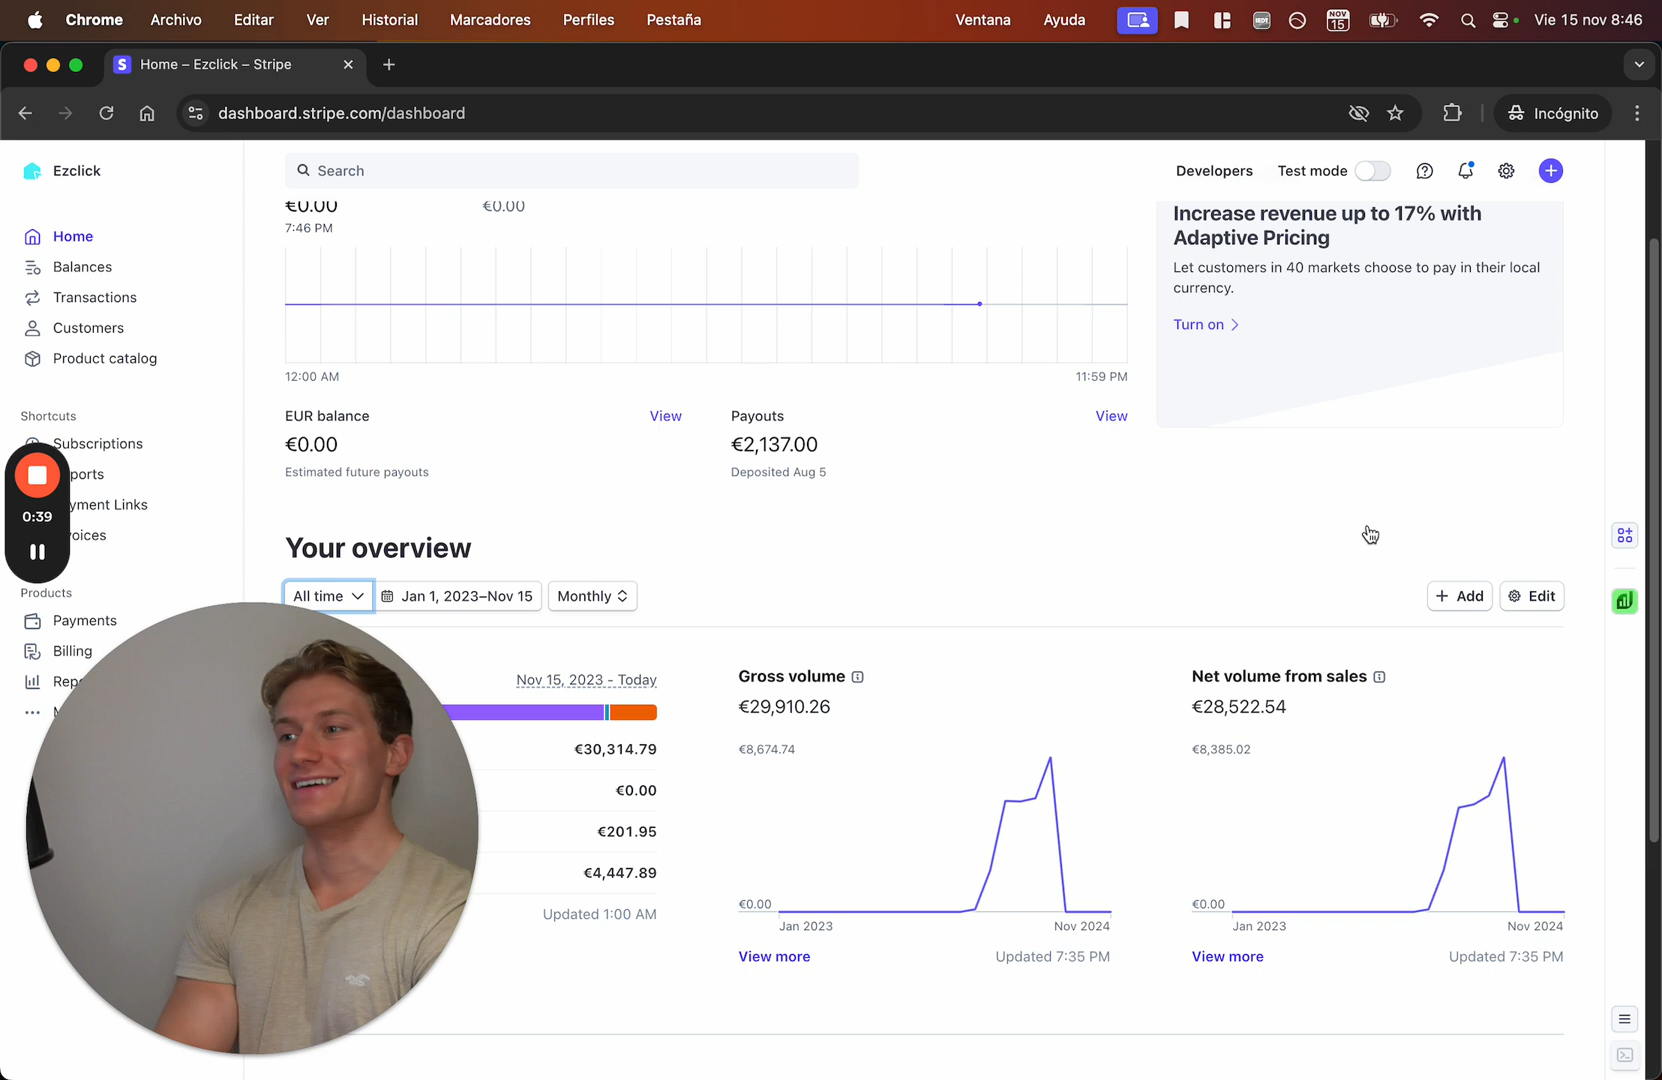 Chrome Archivo Editar Ver Historial Marcadores Perfiles Pestaña Ventana Ayuda NOV 15 Vie 15 nov 8:46
Home – Ezclick – Stripe
dashboard.stripe.com/dashboard
Incógnito
Ezclick
Search
Developers
Test mode
Home
Balances
Transactions
Customers
Product catalog
Shortcuts
Subscriptions
ports
yment Links
voices
0:39
Products
Payments
Billing
Rep
€0.00
€0.00
7:46 PM
12:00 AM
11:59 PM
Increase revenue up to 17% with
Adaptive Pricing
Let customers in 40 markets choose to pay in their local
currency.
Turn on
EUR balance
View
€0.00
Estimated future payouts
Payouts
View
€2,137.00
Deposited Aug 5
Your overview
All time
Jan 1, 2023–Nov 15
Monthly
Add
Edit
Nov 15, 2023 - Today
€30,314.79
€0.00
€201.95
€4,447.89
Updated 1:00 AM
Gross volume
€29,910.26
€8,674.74
€0.00
Jan 2023
Nov 2024
View more
Updated 7:35 PM
Net volume from sales
€28,522.54
€8,385.02
€0.00
Jan 2023
Nov 2024
View more
Updated 7:35 PM